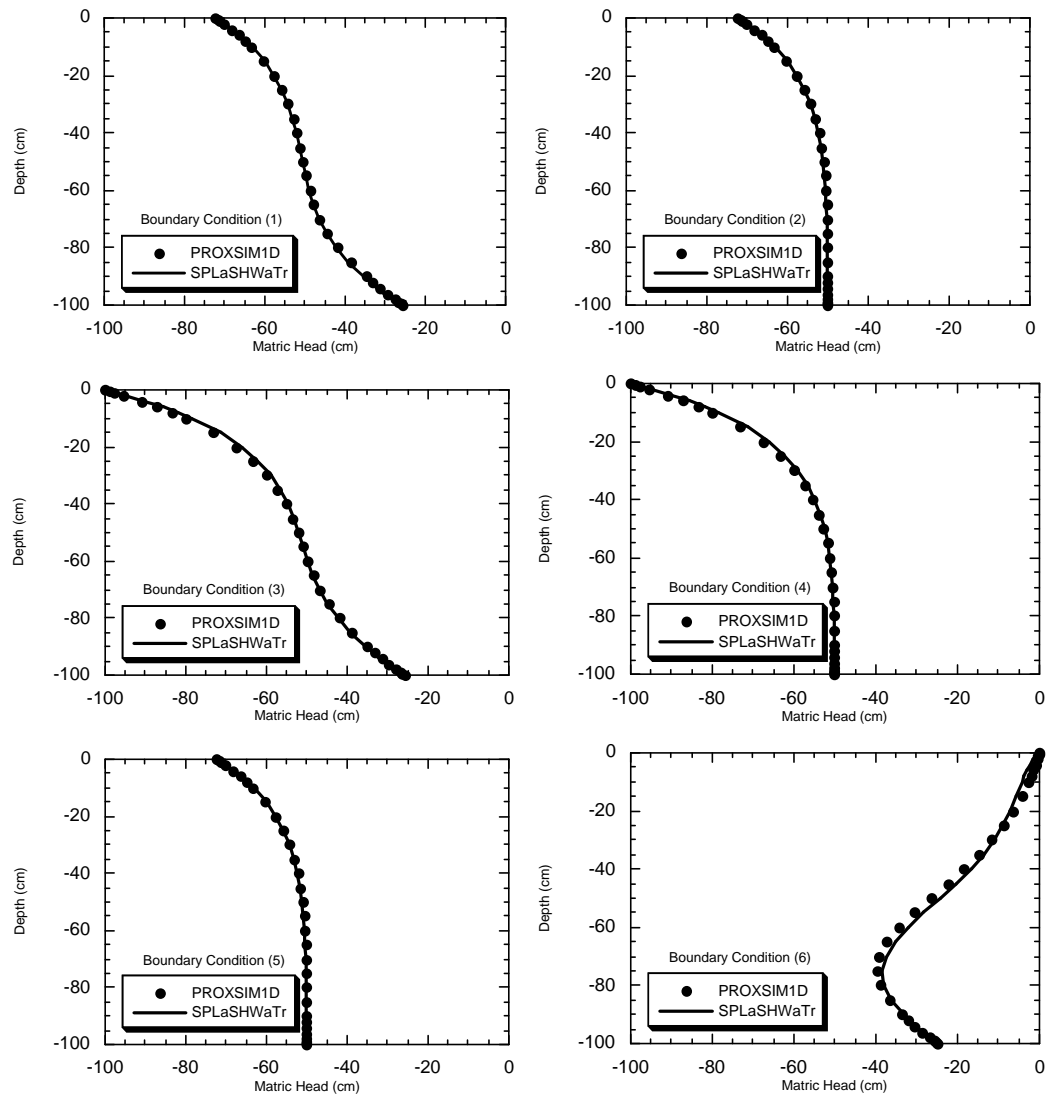 0
-20
-40
-60
-80
-100
Depth (cm)
Boundary Condition (1)
PROXSIM1D
SPLaSHWaTr
-100 -80 -60 -40 -20 0
Matric Head (cm)
0
-20
-40
-60
-80
-100
Depth (cm)
Boundary Condition (2)
PROXSIM1D
SPLaSHWaTr
-100 -80 -60 -40 -20 0
Matric Head (cm)
0
-20
-40
-60
-80
-100
Depth (cm)
Boundary Condition (3)
PROXSIM1D
SPLaSHWaTr
-100 -80 -60 -40 -20 0
Matric Head (cm)
0
-20
-40
-60
-80
-100
Depth (cm)
Boundary Condition (4)
PROXSIM1D
SPLaSHWaTr
-100 -80 -60 -40 -20 0
Matric Head (cm)
0
-20
-40
-60
-80
-100
Depth (cm)
Boundary Condition (5)
PROXSIM1D
SPLaSHWaTr
-100 -80 -60 -40 -20 0
Matric Head (cm)
0
-20
-40
-60
-80
-100
Depth (cm)
Boundary Condition (6)
PROXSIM1D
SPLaSHWaTr
-100 -80 -60 -40 -20 0
Matric Head (cm)